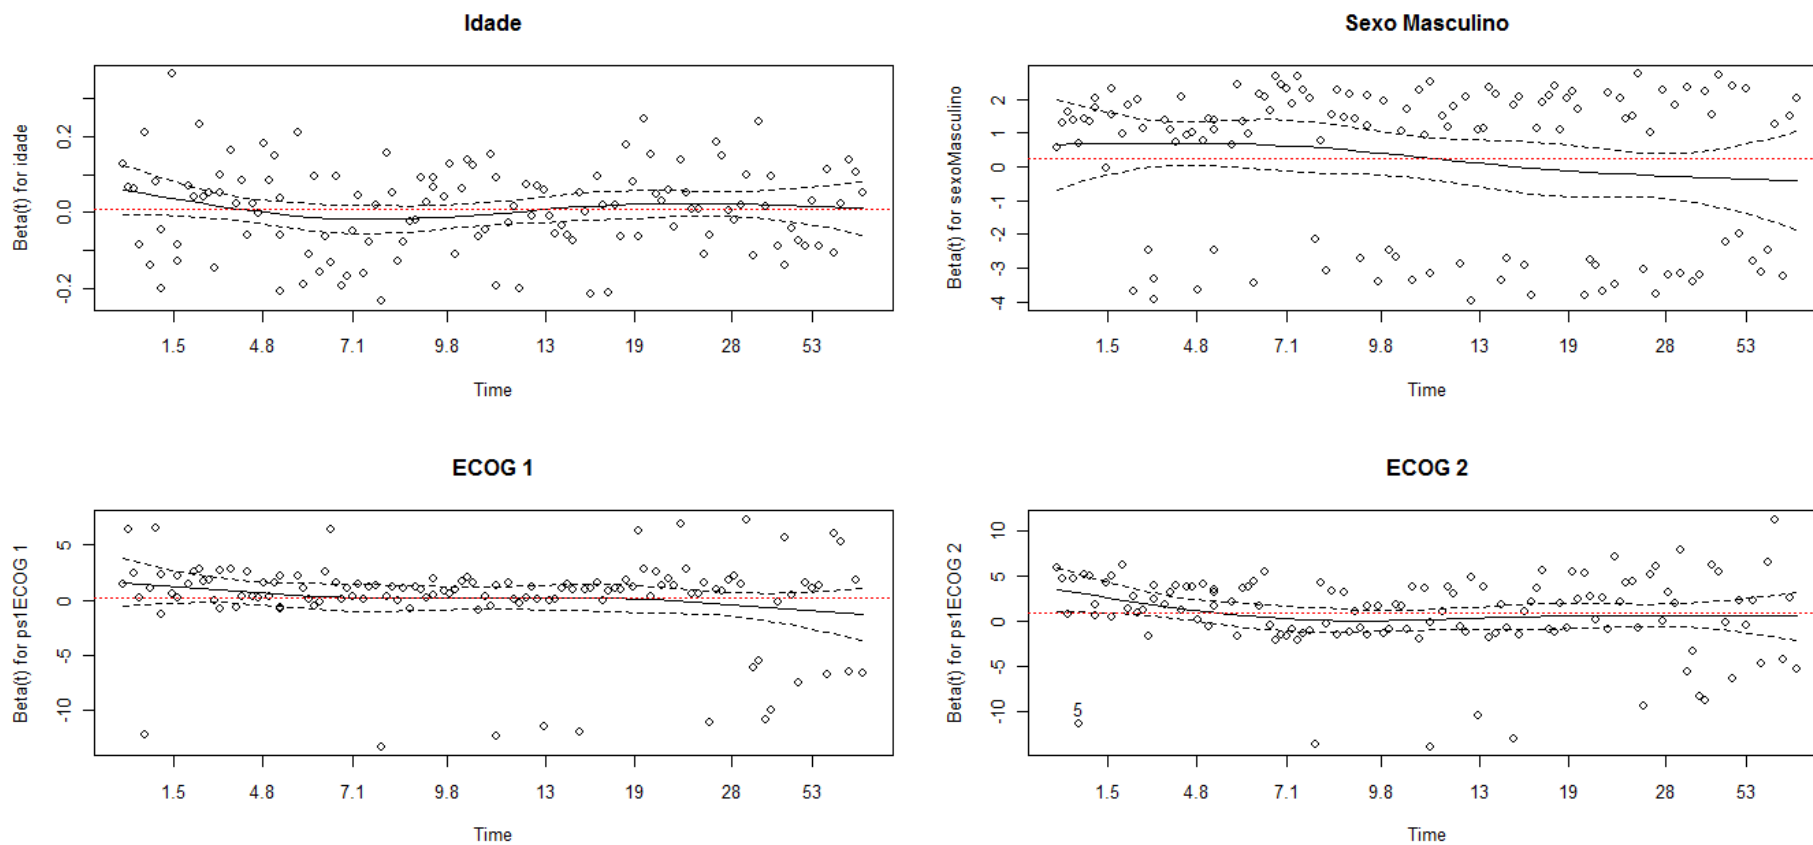 Idade
Beta(t) for idade
0.2
0.0
-0.2
1.5 4.8 7.1 9.8 13 19 28 53
Time
Sexo Masculino
Beta(t) for sexoMasculino
2
1
0
-1
-2
-3
-4
1.5 4.8 7.1 9.8 13 19 28 53
Time
ECOG 1
Beta(t) for ps1ECOG 1
5
0
-5
-10
1.5 4.8 7.1 9.8 13 19 28 53
Time
ECOG 2
Beta(t) for ps1ECOG 2
10
5
0
-5
-10
5
1.5 4.8 7.1 9.8 13 19 28 53
Time